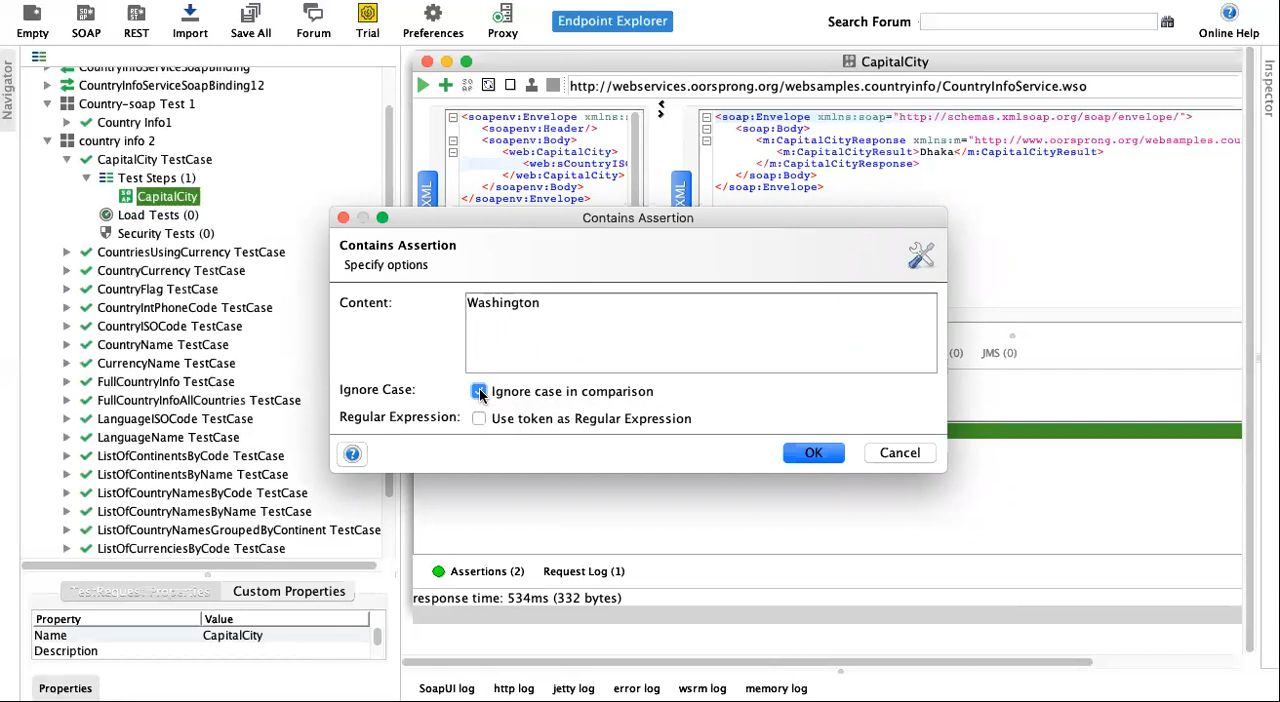 Empty SOAP REST Import Save All Forum Trial Preferences Proxy
Endpoint Explorer
Search Forum
Online Help
Navigator
CountryInfoServiceSoapBinding
CountryInfoServiceSoapBinding12
Country-soap Test 1
Country Info1
country info 2
CapitalCity TestCase
Test Steps (1)
CapitalCity
Load Tests (0)
Security Tests (0)
CountriesUsingCurrency TestCase
CountryCurrency TestCase
CountryFlag TestCase
CountryIntPhoneCode TestCase
CountryISOCode TestCase
CountryName TestCase
CurrencyName TestCase
FullCountryInfo TestCase
FullCountryInfoAllCountries TestCase
LanguageISOCode TestCase
LanguageName TestCase
ListOfContinentsByCode TestCase
ListOfContinentsByName TestCase
ListOfCountryNamesByCode TestCase
ListOfCountryNamesByName TestCase
ListOfCountryNamesGroupedByContinent TestCase
ListOfCurrenciesByCode TestCase
TestRequest Properties Custom Properties
Property Value
Name CapitalCity
Description
Properties
CapitalCity
http://webservices.oorsprong.org/websamples.countryinfo/CountryInfoService.wso
XML
<soapenv:Envelope xmlns:s
<soapenv:Header/>
<soapenv:Body>
<web:CapitalCity>
<web:sCountryISO
</web:CapitalCity>
</soapenv:Body>
</soapenv:Envelope>
XML
<soap:Envelope xmlns:soap="http://schemas.xmlsoap.org/soap/envelope/">
<soap:Body>
<m:CapitalCityResponse xmlns:m="http://www.oorsprong.org/websamples.cou
<m:CapitalCityResult>Dhaka</m:CapitalCityResult>
</m:CapitalCityResponse>
</soap:Body>
</soap:Envelope>
Contains Assertion
Contains Assertion
Specify options
Content: Washington
Ignore Case: Ignore case in comparison
Regular Expression: Use token as Regular Expression
OK Cancel
(0) JMS (0)
Assertions (2) Request Log (1)
response time: 534ms (332 bytes)
SoapUI log http log jetty log error log wsrm log memory log
Inspector